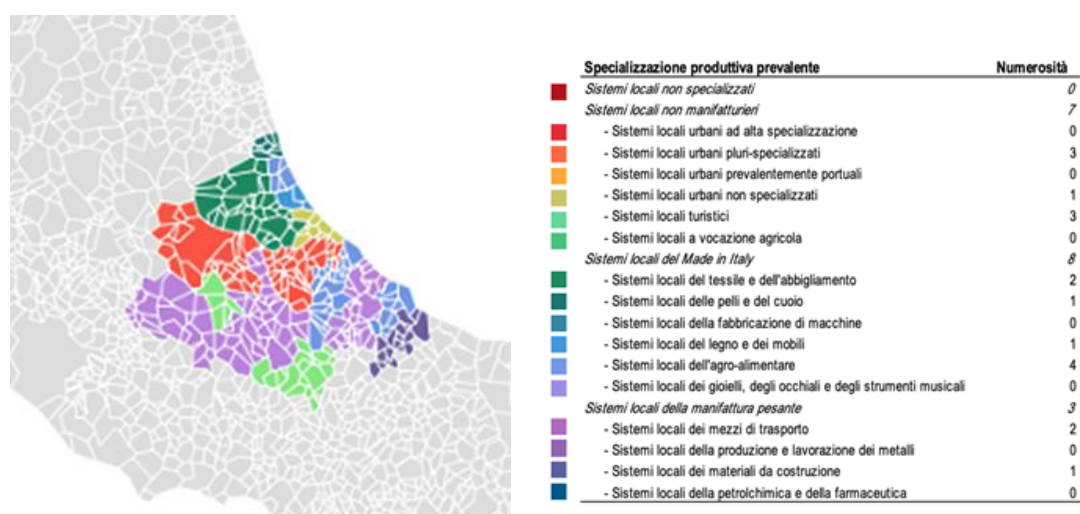 Specializzazione produttiva prevalente Numerosità
Sistemi locali non specializzati 0
Sistemi locali non manifatturieri 7
- Sistemi locali urbani ad alta specializzazione 0
- Sistemi locali urbani pluri-specializzati 3
- Sistemi locali urbani prevalentemente portuali 0
- Sistemi locali urbani non specializzati 1
- Sistemi locali turistici 3
- Sistemi locali a vocazione agricola 0
Sistemi locali del Made in Italy 8
- Sistemi locali del tessile e dell'abbigliamento 2
- Sistemi locali delle pelli e del cuoio 1
- Sistemi locali della fabbricazione di macchine 0
- Sistemi locali del legno e dei mobili 1
- Sistemi locali dell'agro-alimentare 4
- Sistemi locali dei gioielli, degli occhiali e degli strumenti musicali 0
Sistemi locali della manifattura pesante 3
- Sistemi locali dei mezzi di trasporto 2
- Sistemi locali della produzione e lavorazione dei metalli 0
- Sistemi locali dei materiali da costruzione 1
- Sistemi locali della petrolchimica e della farmaceutica 0